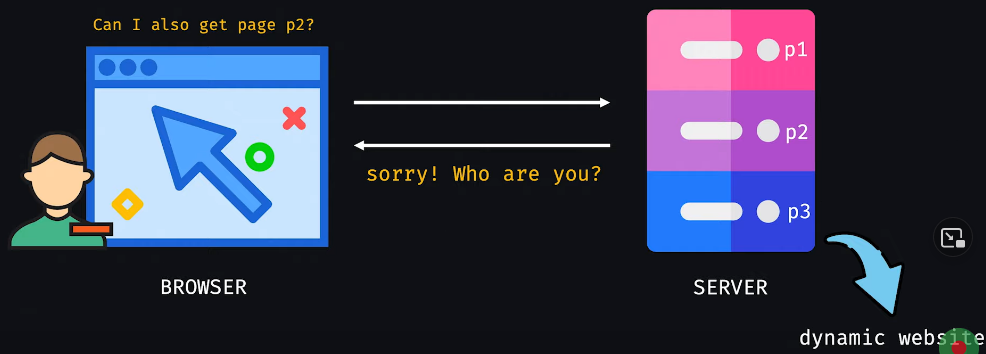 Can I also get page p2?
p1
p2
sorry! Who are you?
p3
BROWSER
SERVER
dynamic website